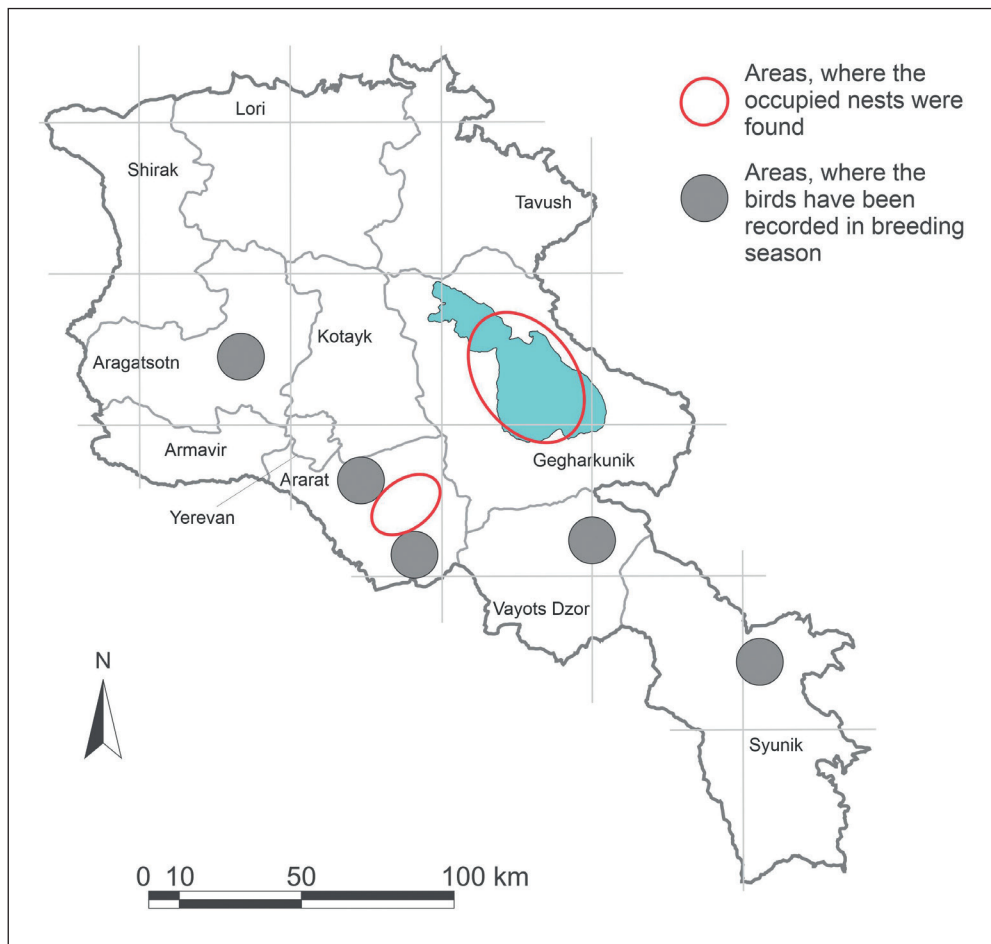 Areas, where the
occupied nests were
found
Areas, where the
birds have been
recorded in breeding
season
Lori
Shirak
Tavush
Kotayk
Aragatsotn
Armavir
Gegharkunik
Ararat
Yerevan
Vayots Dzor
N
Syunik
0 10 50 100 km